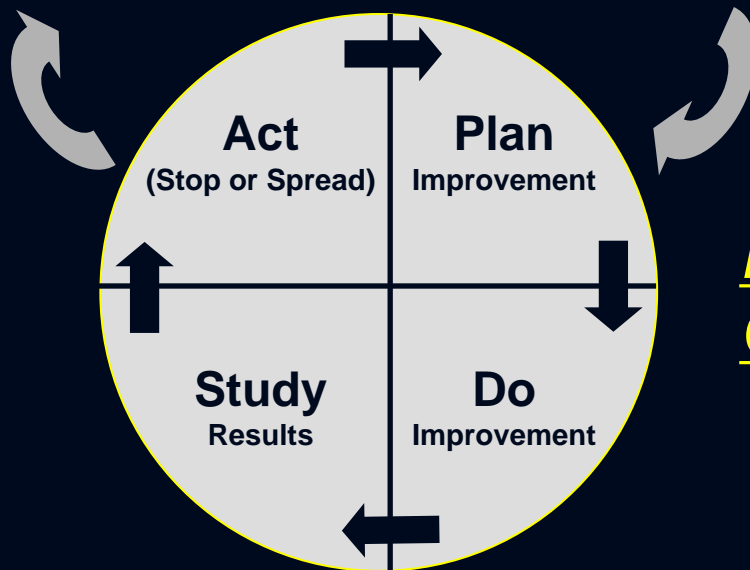 Act
(Stop or Spread)
Plan
Improvement
Study
Results
Do
Improvement